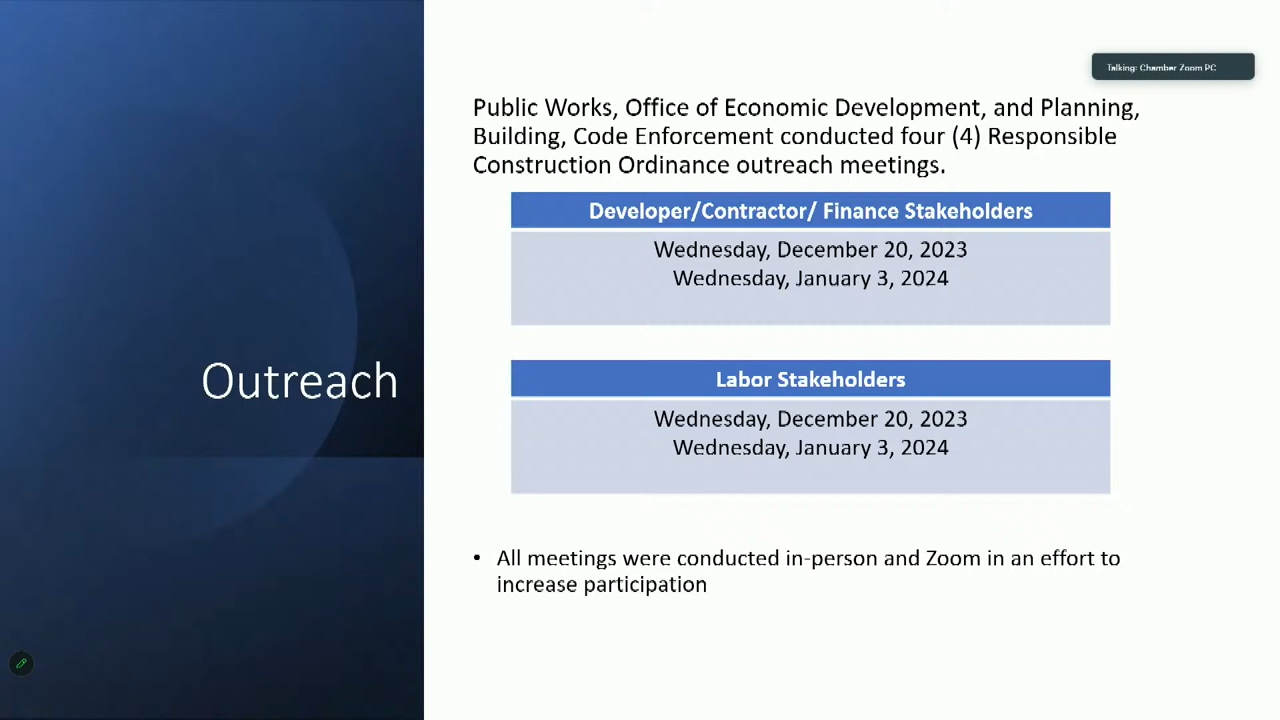 Talking: Chamber Zoom PC
Public Works, Office of Economic Development, and Planning,
Building, Code Enforcement conducted four (4) Responsible
Construction Ordinance outreach meetings.
Developer/Contractor/ Finance Stakeholders
Wednesday, December 20, 2023
Wednesday, January 3, 2024
Outreach
Labor Stakeholders
Wednesday, December 20, 2023
Wednesday, January 3, 2024
• All meetings were conducted in-person and Zoom in an effort to
increase participation